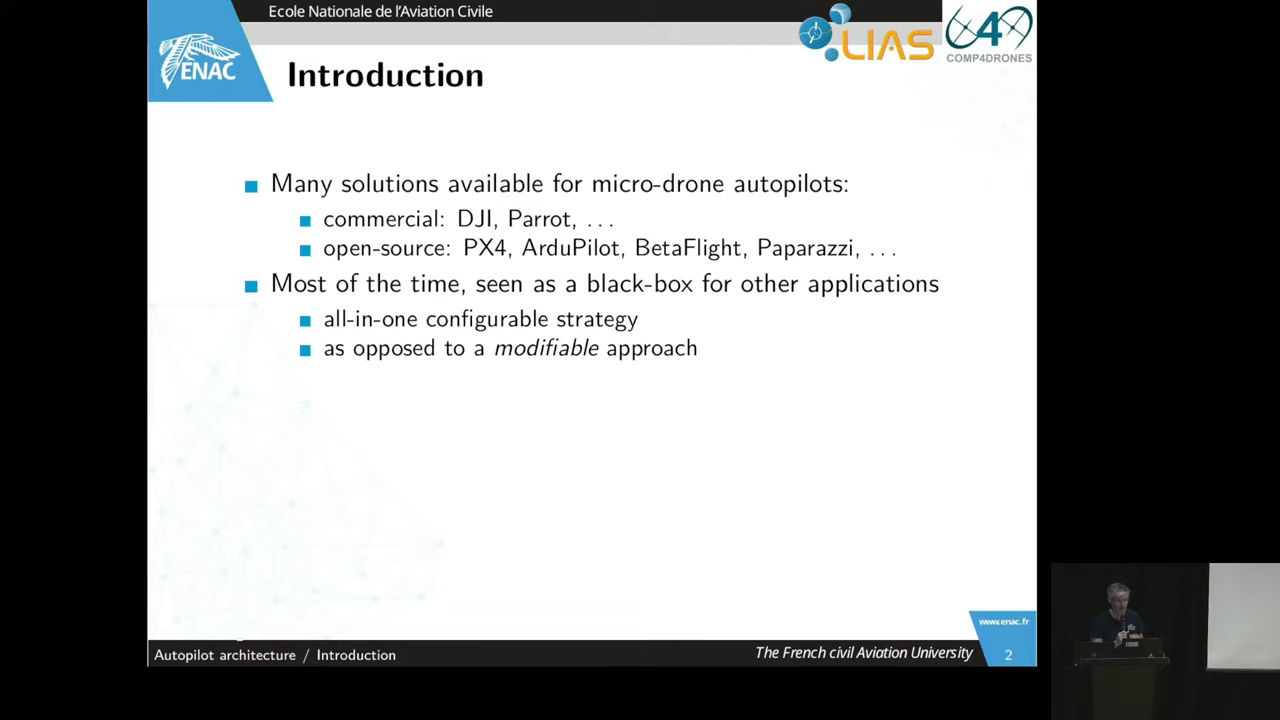 Ecole Nationale de l'Aviation Civile
ENAC
LIAS
COMP4DRONES
Introduction
Many solutions available for micro-drone autopilots:
commercial: DJI, Parrot, . . .
open-source: PX4, ArduPilot, BetaFlight, Paparazzi, . . .
Most of the time, seen as a black-box for other applications
all-in-one configurable strategy
as opposed to a modifiable approach
www.enac.fr
Autopilot architecture / Introduction
The French civil Aviation University
2